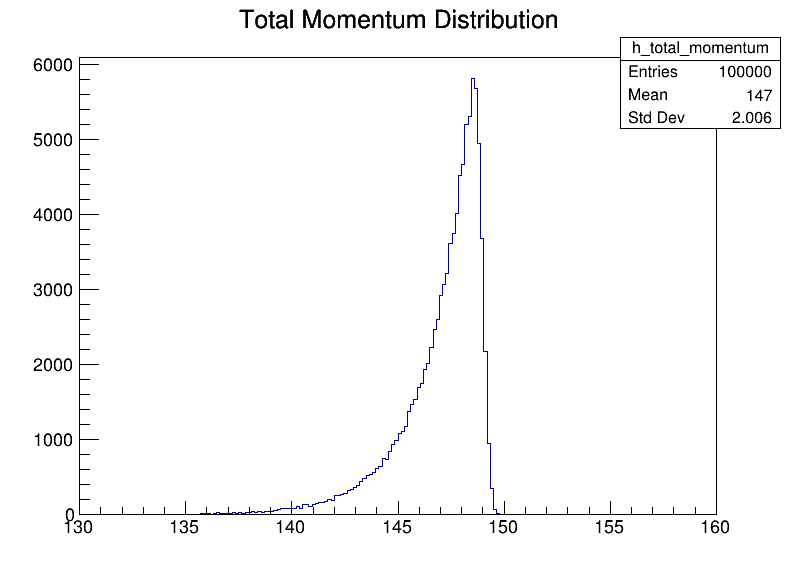 Total Momentum Distribution
h_total_momentum
Entries 100000
Mean 147
Std Dev 2.006
6000
5000
4000
3000
2000
1000
0
130 135 140 145 150 155 160